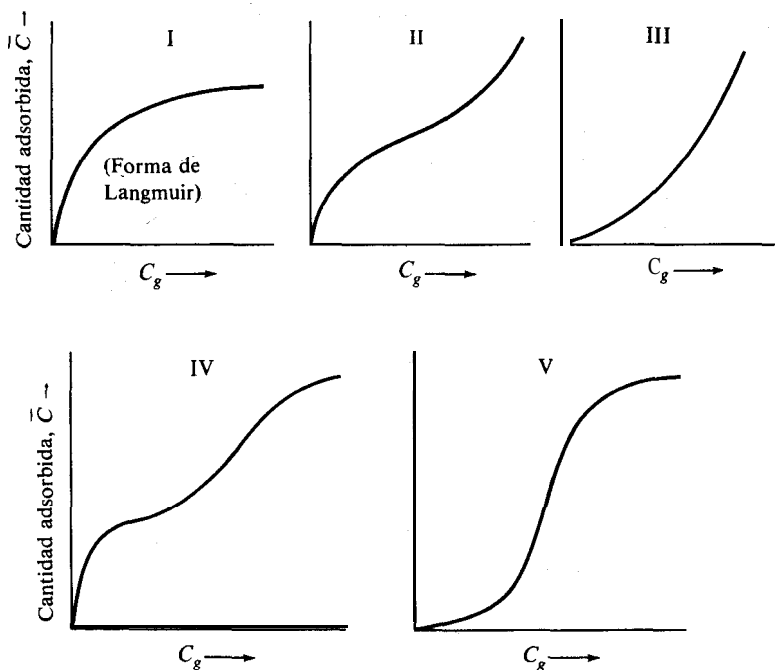 I
Cantidad adsorbida, C̄ →
(Forma de
Langmuir)
C_g →
II
C_g →
III
C_g →
IV
Cantidad adsorbida, C̄ →
C_g →
V
C_g →